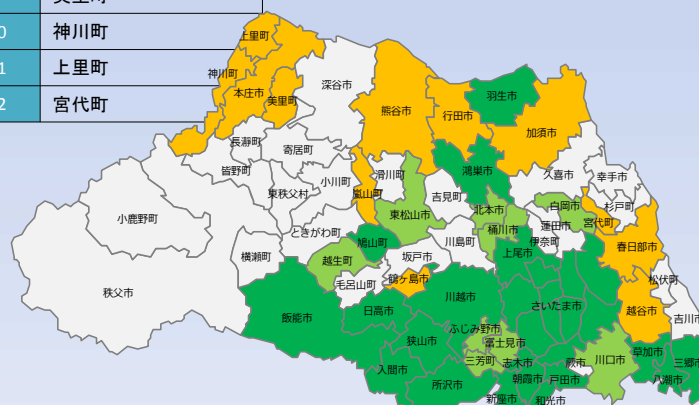 美里町
0 神川町
1 上里町
2 宮代町
上里町
神川町
本庄市
美里町
深谷市
熊谷市
行田市
羽生市
加須市
長瀞町
皆野町
寄居町
小川町
東秩父村
嵐山町
滑川町
吉見町
鴻巣市
久喜市
幸手市
杉戸町
小鹿野町
東松山市
北本市
白岡市
宮代町
蓮田市
桶川市
伊奈町
ときがわ町
鳩山町
川島町
上尾市
春日部市
横瀬町
越生町
坂戸市
毛呂山町
鶴ヶ島市
松伏町
秩父市
飯能市
日高市
川越市
さいたま市
越谷市
吉川市
狭山市
ふじみ野市
富士見市
三芳町
志木市
蕨市
川口市
草加市
三郷市
入間市
所沢市
朝霞市
戸田市
八潮市
新座市
和光市